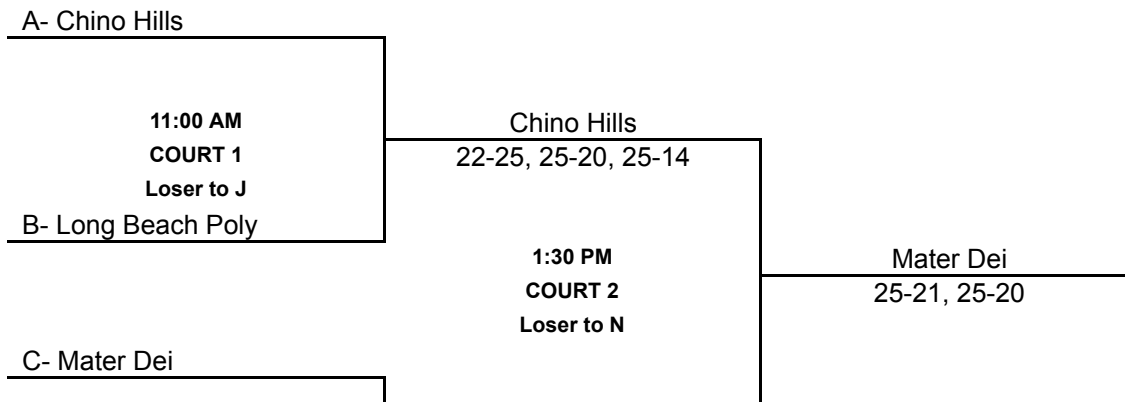 A- Chino Hills
11:00 AM
COURT 1
Loser to J
B- Long Beach Poly
Chino Hills
22-25, 25-20, 25-14
1:30 PM
COURT 2
Loser to N
Mater Dei
25-21, 25-20
C- Mater Dei